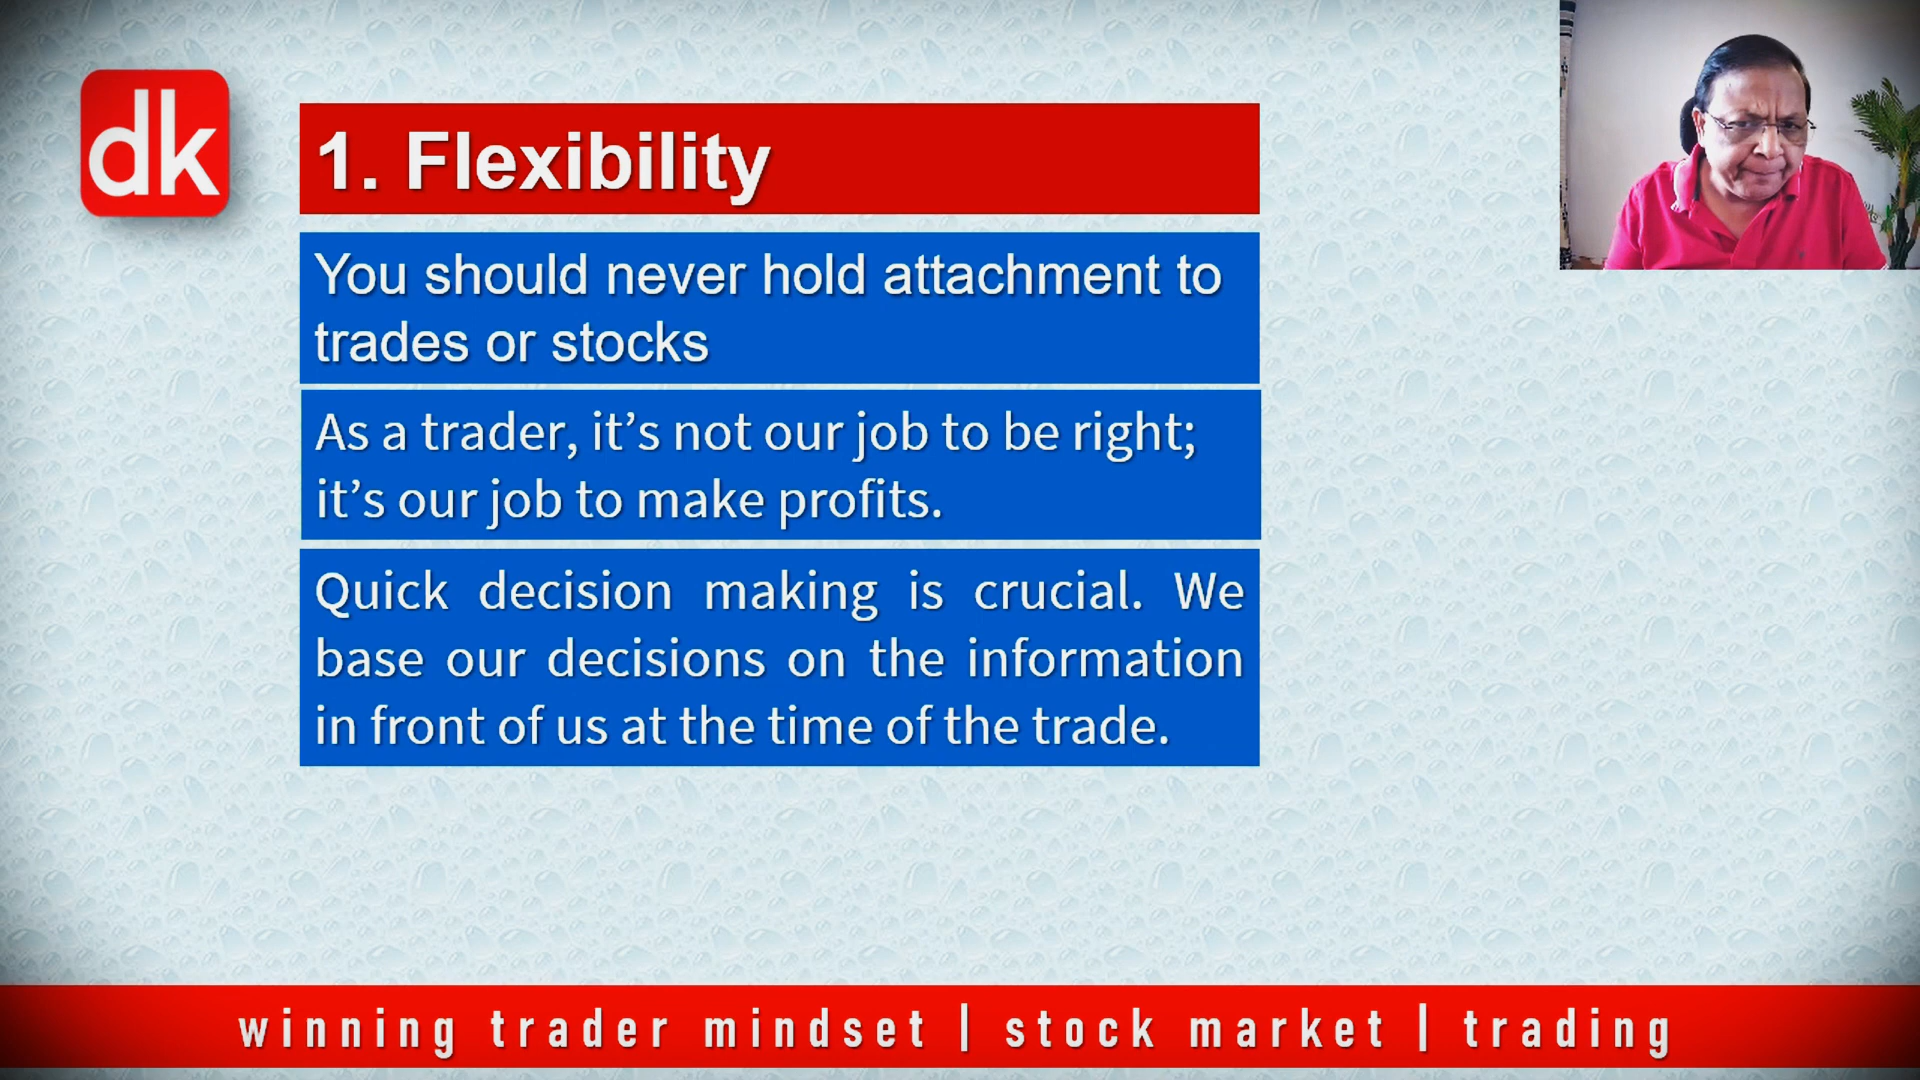 dk
1. Flexibility
You should never hold attachment to
trades or stocks
As a trader, it’s not our job to be right;
it’s our job to make profits.
Quick decision making is crucial. We
base our decisions on the information
in front of us at the time of the trade.
winning trader mindset | stock market | trading